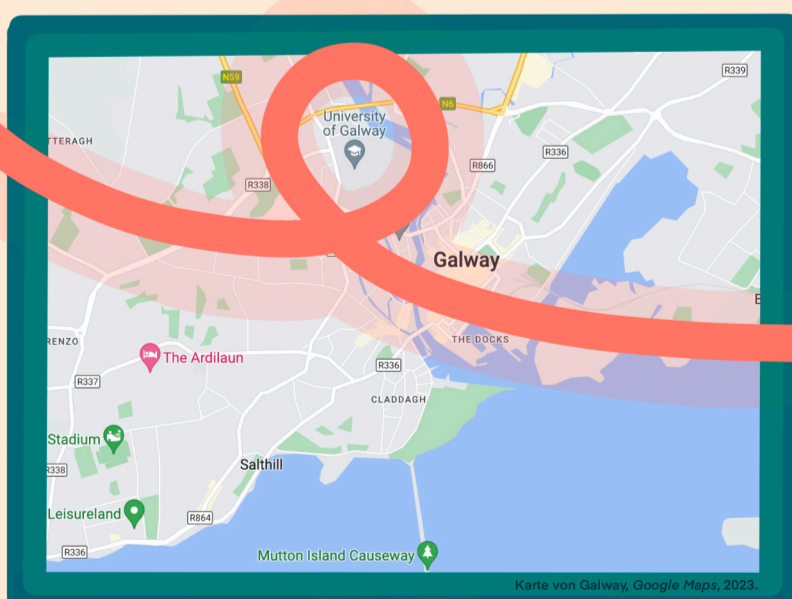 N59
R339
N6
University
of Galway
TTERAGH
R336
R866
R338
Galway
RENZO
THE DOCKS
The Ardilaun
R336
R337
CLADDAGH
Stadium
Salthill
R338
Leisureland
R864
R336
Mutton Island Causeway
Karte von Galway, Google Maps, 2023.